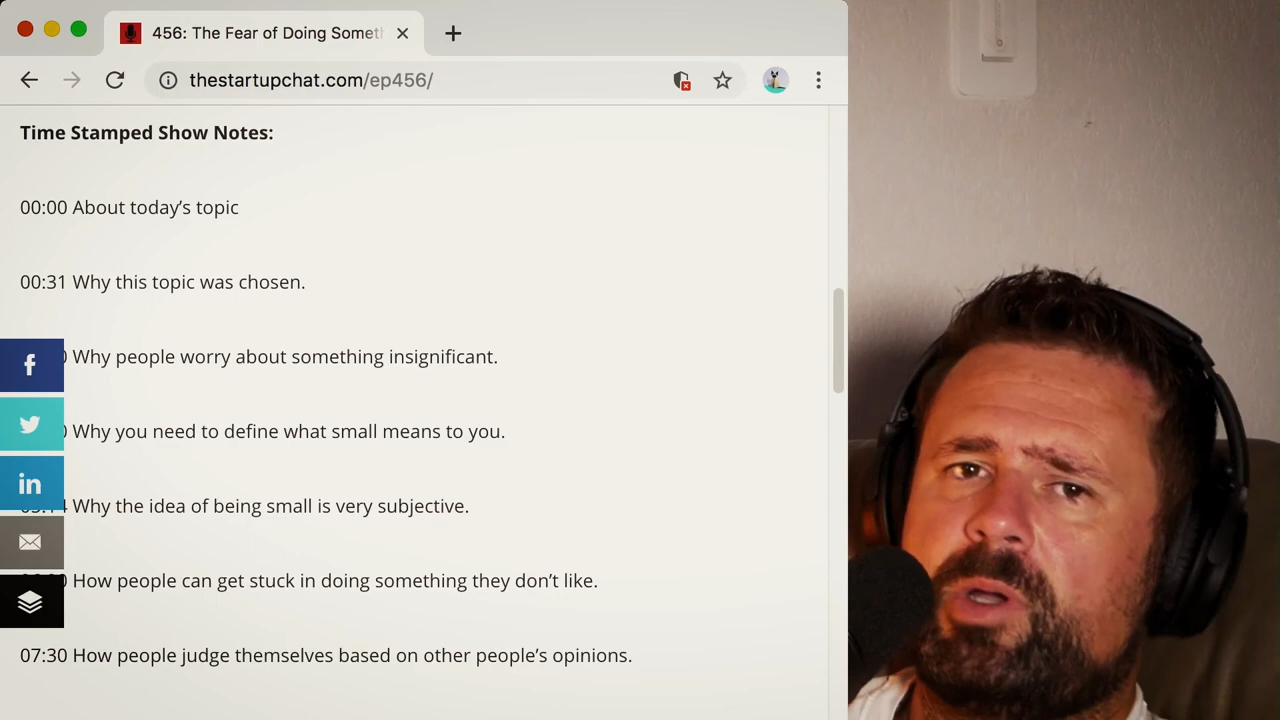 456: The Fear of Doing Somet
thestartupchat.com/ep456/
Time Stamped Show Notes:
00:00 About today’s topic
00:31 Why this topic was chosen.
Why people worry about something insignificant.
Why you need to define what small means to you.
Why the idea of being small is very subjective.
How people can get stuck in doing something they don’t like.
07:30 How people judge themselves based on other people’s opinions.